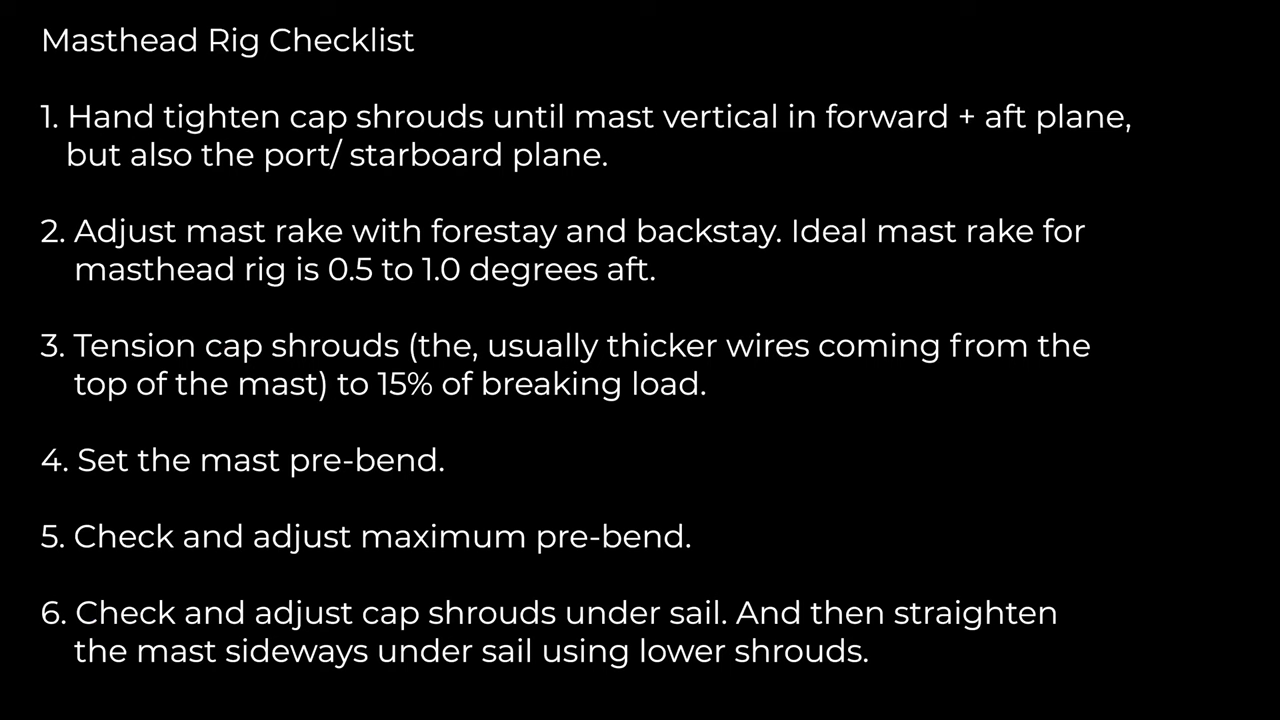 Masthead Rig Checklist
1. Hand tighten cap shrouds until mast vertical in forward + aft plane,
but also the port/ starboard plane.
2. Adjust mast rake with forestay and backstay. Ideal mast rake for
masthead rig is 0.5 to 1.0 degrees aft.
3. Tension cap shrouds (the, usually thicker wires coming from the
top of the mast) to 15% of breaking load.
4. Set the mast pre-bend.
5. Check and adjust maximum pre-bend.
6. Check and adjust cap shrouds under sail. And then straighten
the mast sideways under sail using lower shrouds.